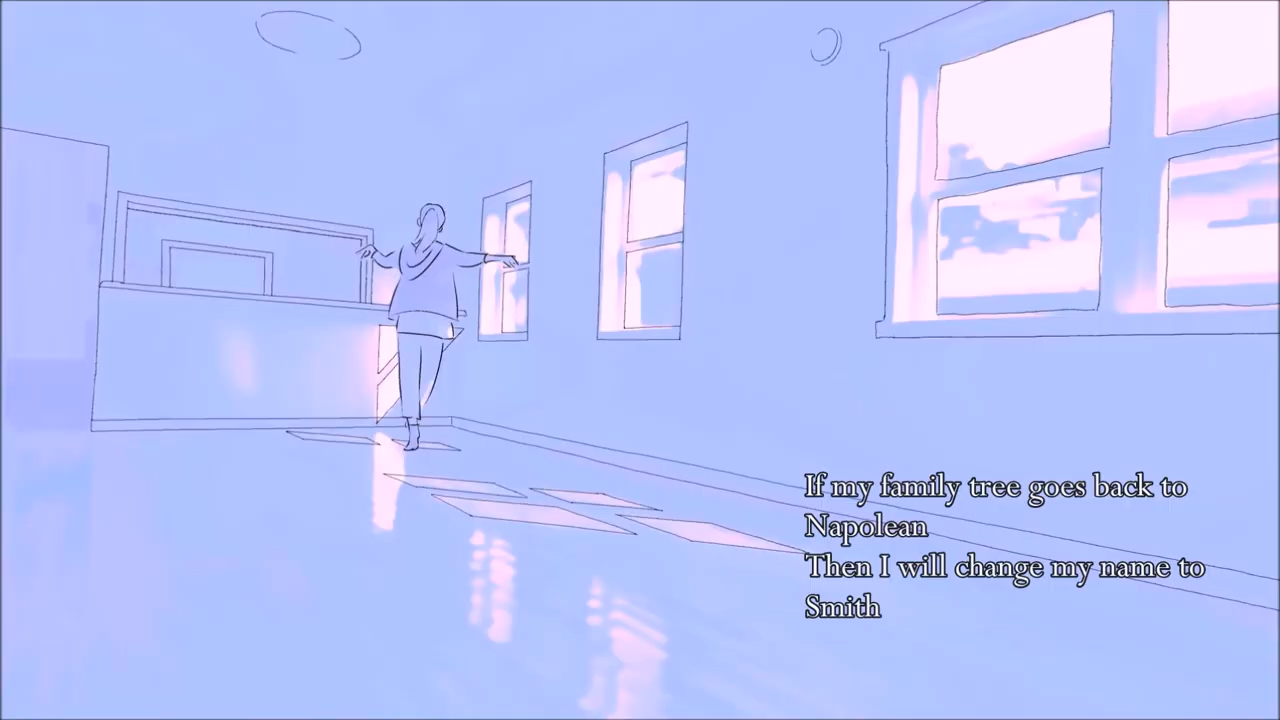 If my family tree goes back to
Napolean
Then I will change my name to
Smith